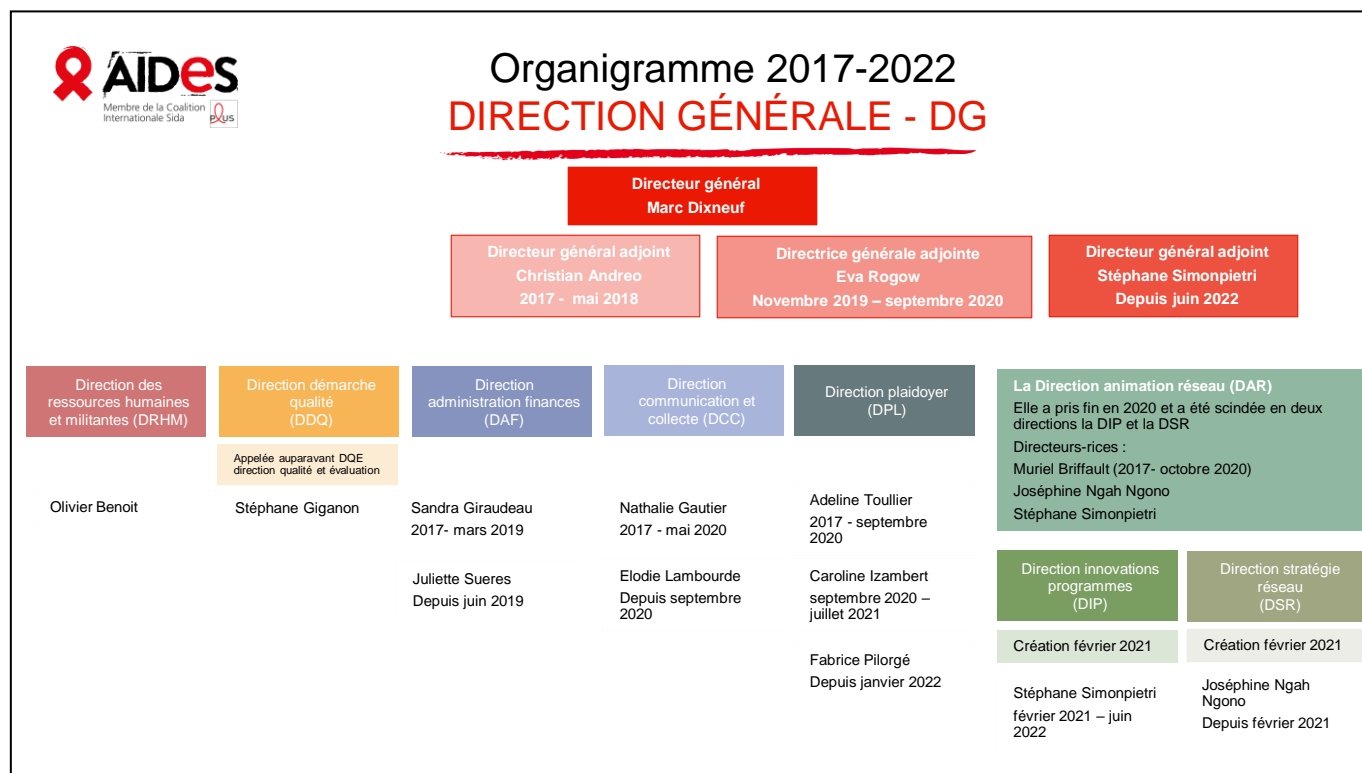 AIDES
Membre de la Coalition
Internationale Sida
PLUS
Organigramme 2017-2022
DIRECTION GÉNÉRALE - DG
Directeur général
Marc Dixneuf
Directeur général adjoint
Christian Andreo
2017 - mai 2018
Directrice générale adjointe
Eva Rogow
Novembre 2019 – septembre 2020
Directeur général adjoint
Stéphane Simonpietri
Depuis juin 2022
Direction des
ressources humaines
et militantes (DRHM)
Olivier Benoit
Direction démarche
qualité
(DDQ)
Appelée auparavant DQE
direction qualité et évaluation
Stéphane Giganon
Direction
administration finances
(DAF)
Sandra Giraudeau
2017- mars 2019
Juliette Sueres
Depuis juin 2019
Direction
communication et
collecte (DCC)
Nathalie Gautier
2017 - mai 2020
Elodie Lambourde
Depuis septembre
2020
Direction plaidoyer
(DPL)
Adeline Toullier
2017 - septembre
2020
Caroline Izambert
septembre 2020 –
juillet 2021
Fabrice Pilorgé
Depuis janvier 2022
La Direction animation réseau (DAR)
Elle a pris fin en 2020 et a été scindée en deux
directions la DIP et la DSR
Directeurs-rices :
Muriel Briffault (2017- octobre 2020)
Joséphine Ngah Ngono
Stéphane Simonpietri
Direction innovations
programmes
(DIP)
Création février 2021
Stéphane Simonpietri
février 2021 – juin
2022
Direction stratégie
réseau
(DSR)
Création février 2021
Joséphine Ngah
Ngono
Depuis février 2021